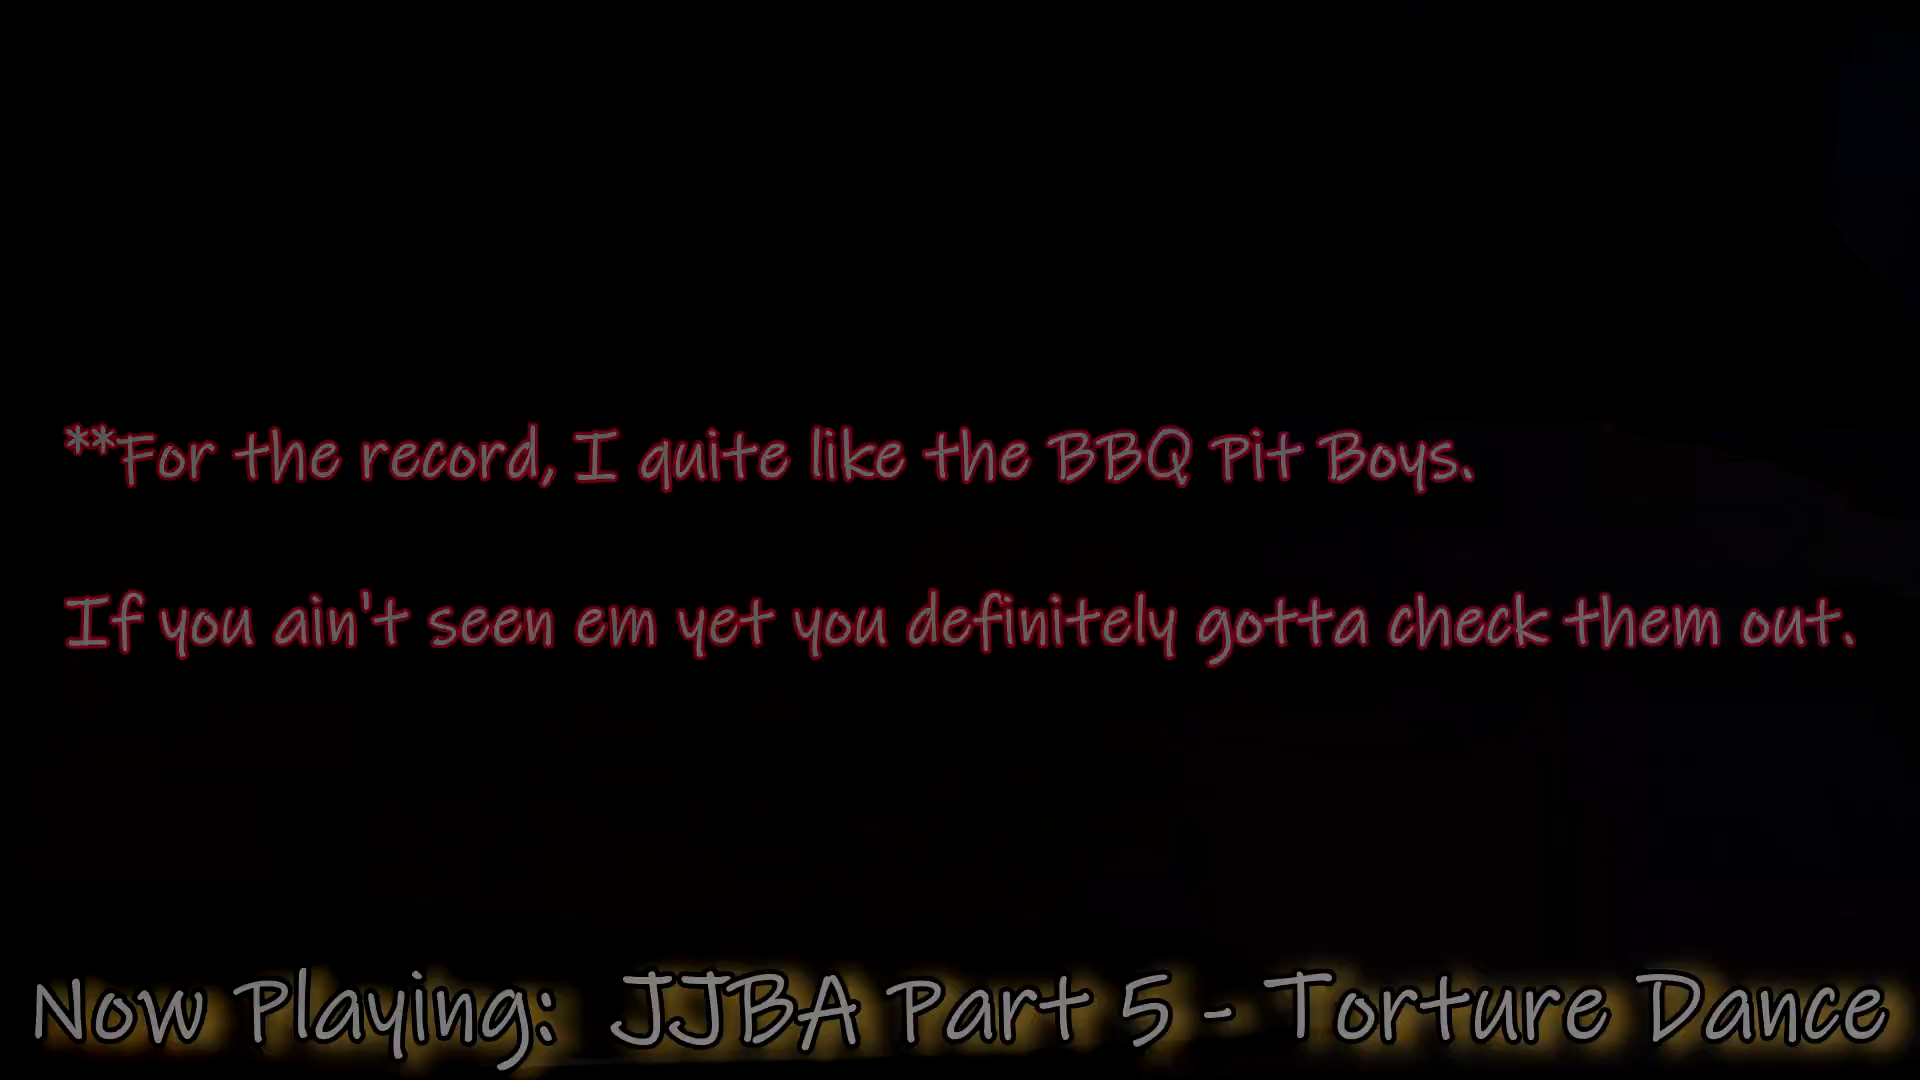 **For the record, I quite like the BBQ Pit Boys.
If you ain't seen em yet you definitely gotta check them out.
Now Playing: JJBA Part 5 - Torture Dance